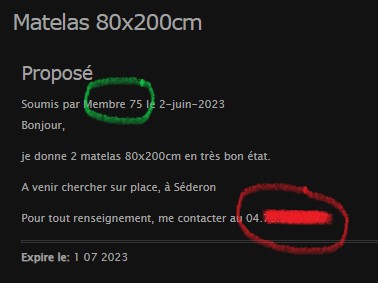 Matelas 80x200cm
Proposé
Soumis par Membre 75 le 2-juin-2023
Bonjour,
je donne 2 matelas 80x200cm en très bon état.
A venir chercher sur place, à Séderon
Pour tout renseignement, me contacter au 04.
Expire le: 1 07 2023